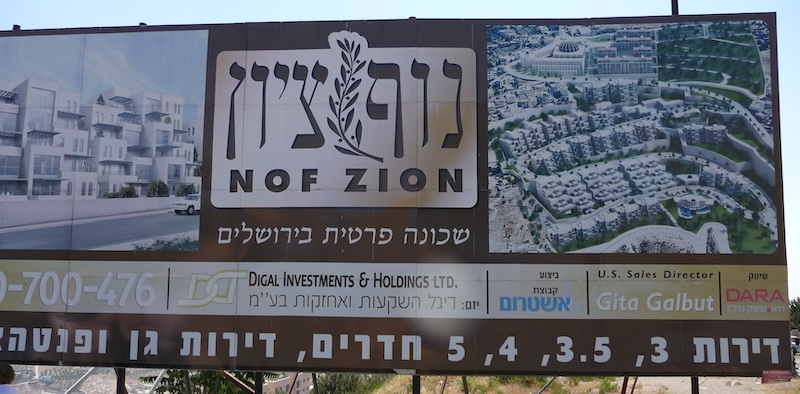 נוף ציון
NOF ZION
שכונה פרטית בירושלים
שיווק
DARA
U.S. Sales Director
Gita Galbut
ביצוע
קבוצת
אשטרום
DIGAL INVESTMENTS & HOLDINGS LTD.
יזם: דיגל השקעות ואחזקות בע"מ
0-700-476
דירות 3, 3.5, 4, 5 חדרים, דירות גן ופנטהא